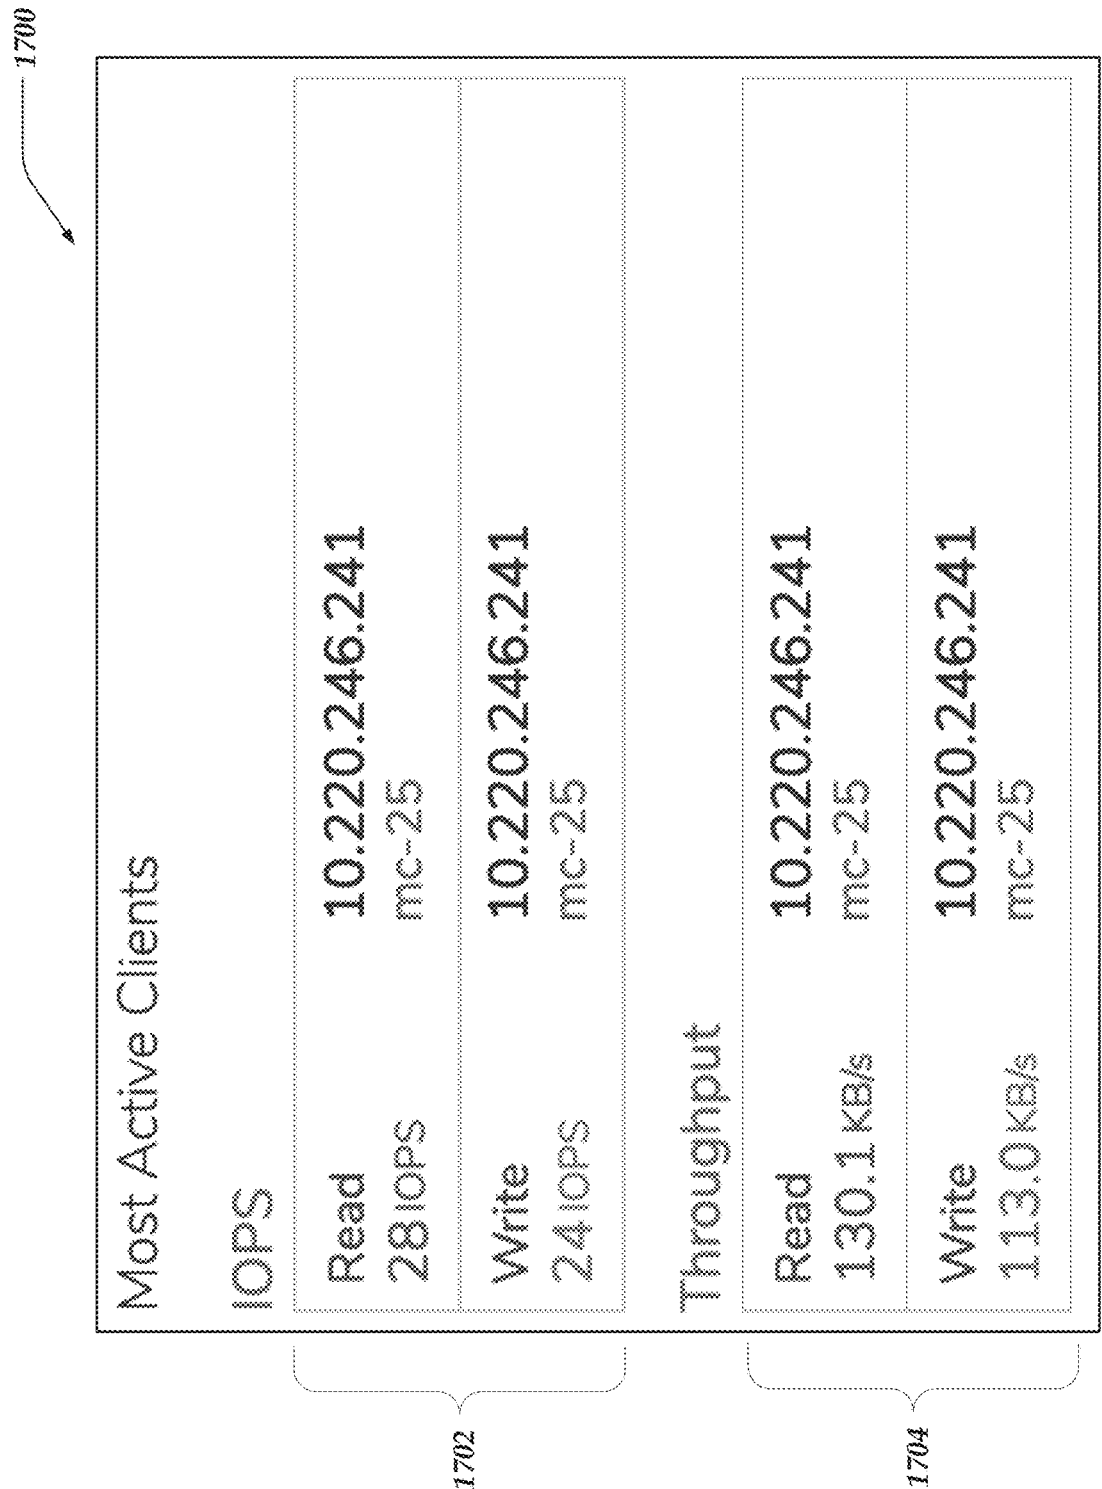 1700
Most Active Clients
IOPS
Read 10.220.246.241
28 IOPS mc-25
Write 10.220.246.241
24 IOPS mc-25
1702
Throughput
Read 10.220.246.241
130.1 KB/s mc-25
Write 10.220.246.241
113.0 KB/s mc-25
1704